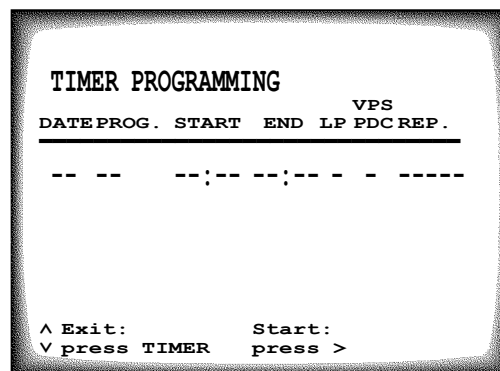 TIMER PROGRAMMING
VPS
DATE PROG. START END LP PDC REP.
-- -- --:-- --:-- - - -----
^ Exit: Start:
v press TIMER press >